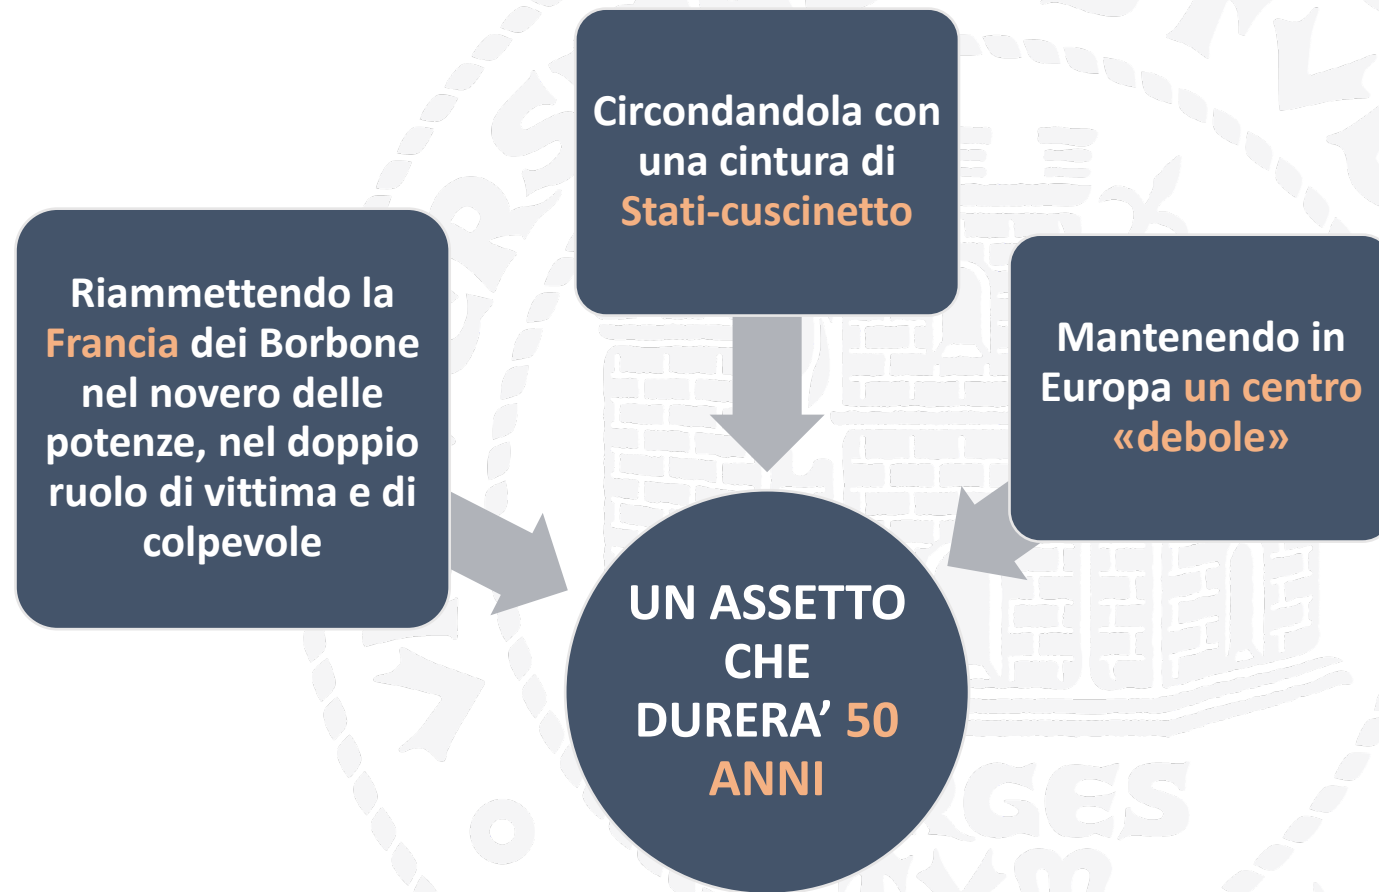 Riammettendo la
Francia dei Borbone
nel novero delle
potenze, nel doppio
ruolo di vittima e di
colpevole
Circondandola con
una cintura di
Stati-cuscinetto
Mantenendo in
Europa un centro
«debole»
UN ASSETTO
CHE
DURERA’ 50
ANNI